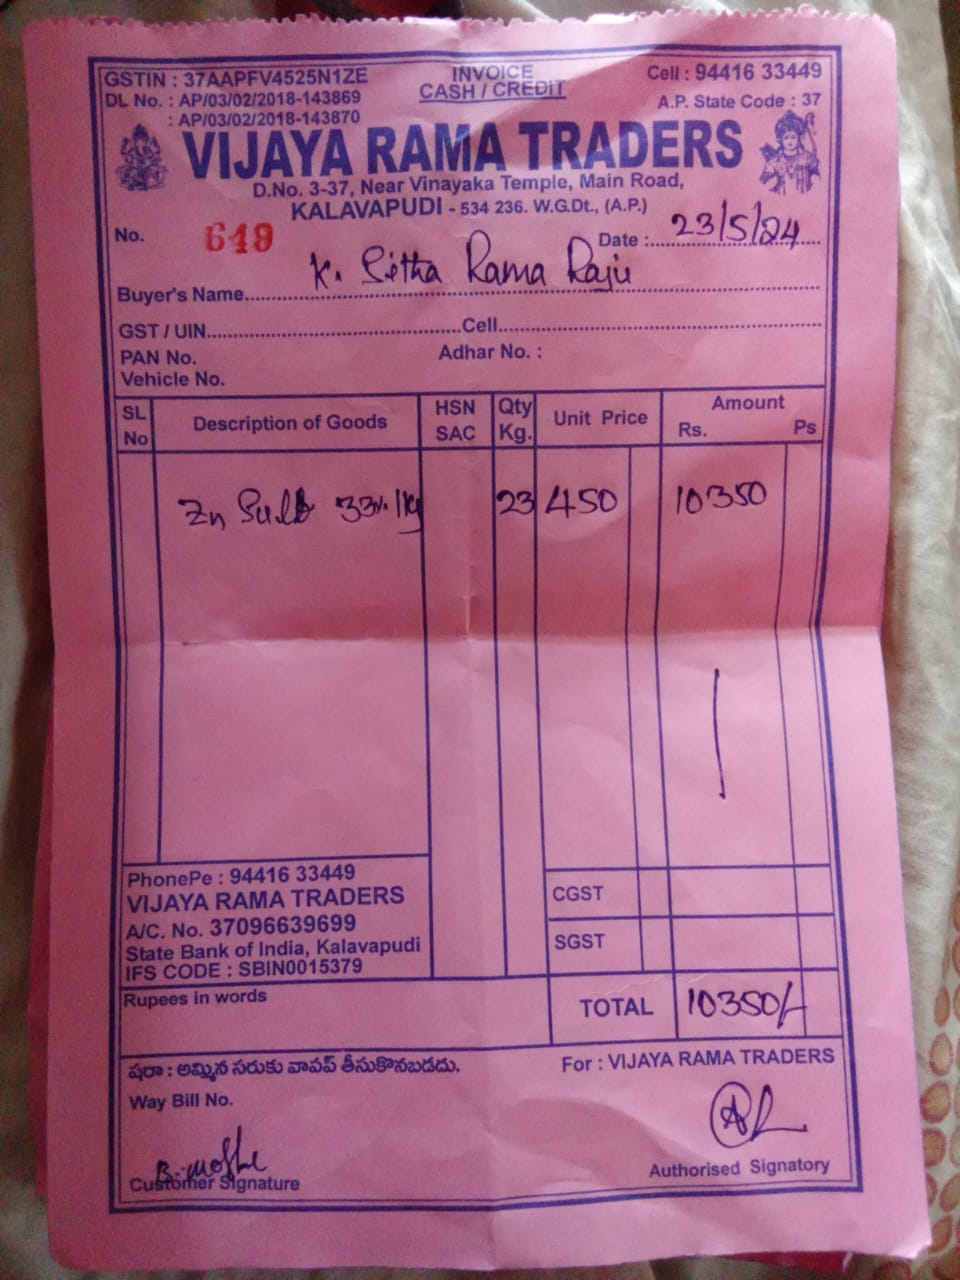 GSTIN : 37AAPFV4525N1ZE
INVOICE
Cell : 94416 33449
DL No. : AP/03/02/2018-143869
CASH / CREDIT
A.P. State Code : 37
: AP/03/02/2018-143870
VIJAYA RAMA TRADERS
D.No. 3-37, Near Vinayaka Temple, Main Road,
KALAVAPUDI - 534 236. W.G.Dt., (A.P.)
No. 649
Date : 23/5/24
Buyer's Name K. Sitha Rama Raju
GST / UIN Cell
PAN No. Adhar No. :
Vehicle No.
SL No Description of Goods HSN SAC Qty Kg. Unit Price Amount Rs. Ps
Zn 33%. 1kg 23 450 10350
PhonePe : 94416 33449
VIJAYA RAMA TRADERS
A/C. No. 37096639699
State Bank of India, Kalavapudi
IFS CODE : SBIN0015379
CGST
SGST
Rupees in words
TOTAL 10350/-
షరా : అమ్మిన సరుకు వాపస్ తీసుకొనబడదు.
For : VIJAYA RAMA TRADERS
Way Bill No.
Customer Signature
Authorised Signatory